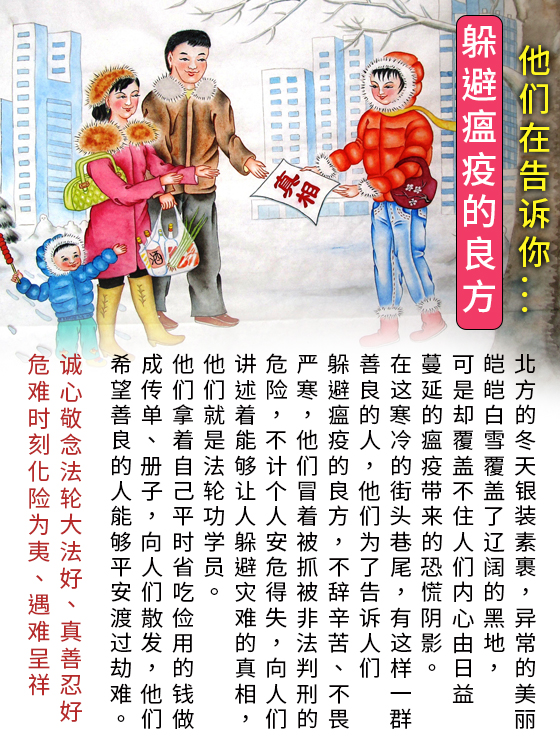 他们在告诉你…
躲避瘟疫的良方
真相
北方的冬天银装素裹，异常的美丽
皑皑白雪覆盖了辽阔的黑地，
可是却覆盖不住人们内心由日益
蔓延的瘟疫带来的恐慌阴影。
在这寒冷的街头巷尾，有这样一群
善良的人，他们为了告诉人们
躲避瘟疫的良方，不辞辛苦、不畏
严寒，他们冒着被抓被非法判刑的
危险，不计个人安危得失，向人们
讲述着能够让人躲避灾难的真相，
他们就是法轮功学员。
他们拿着自己平时省吃俭用的钱做
成传单、册子，向人们散发，他们
希望善良的人能够平安渡过劫难。
诚心敬念法轮大法好、真善忍好
危难时刻化险为夷、遇难呈祥